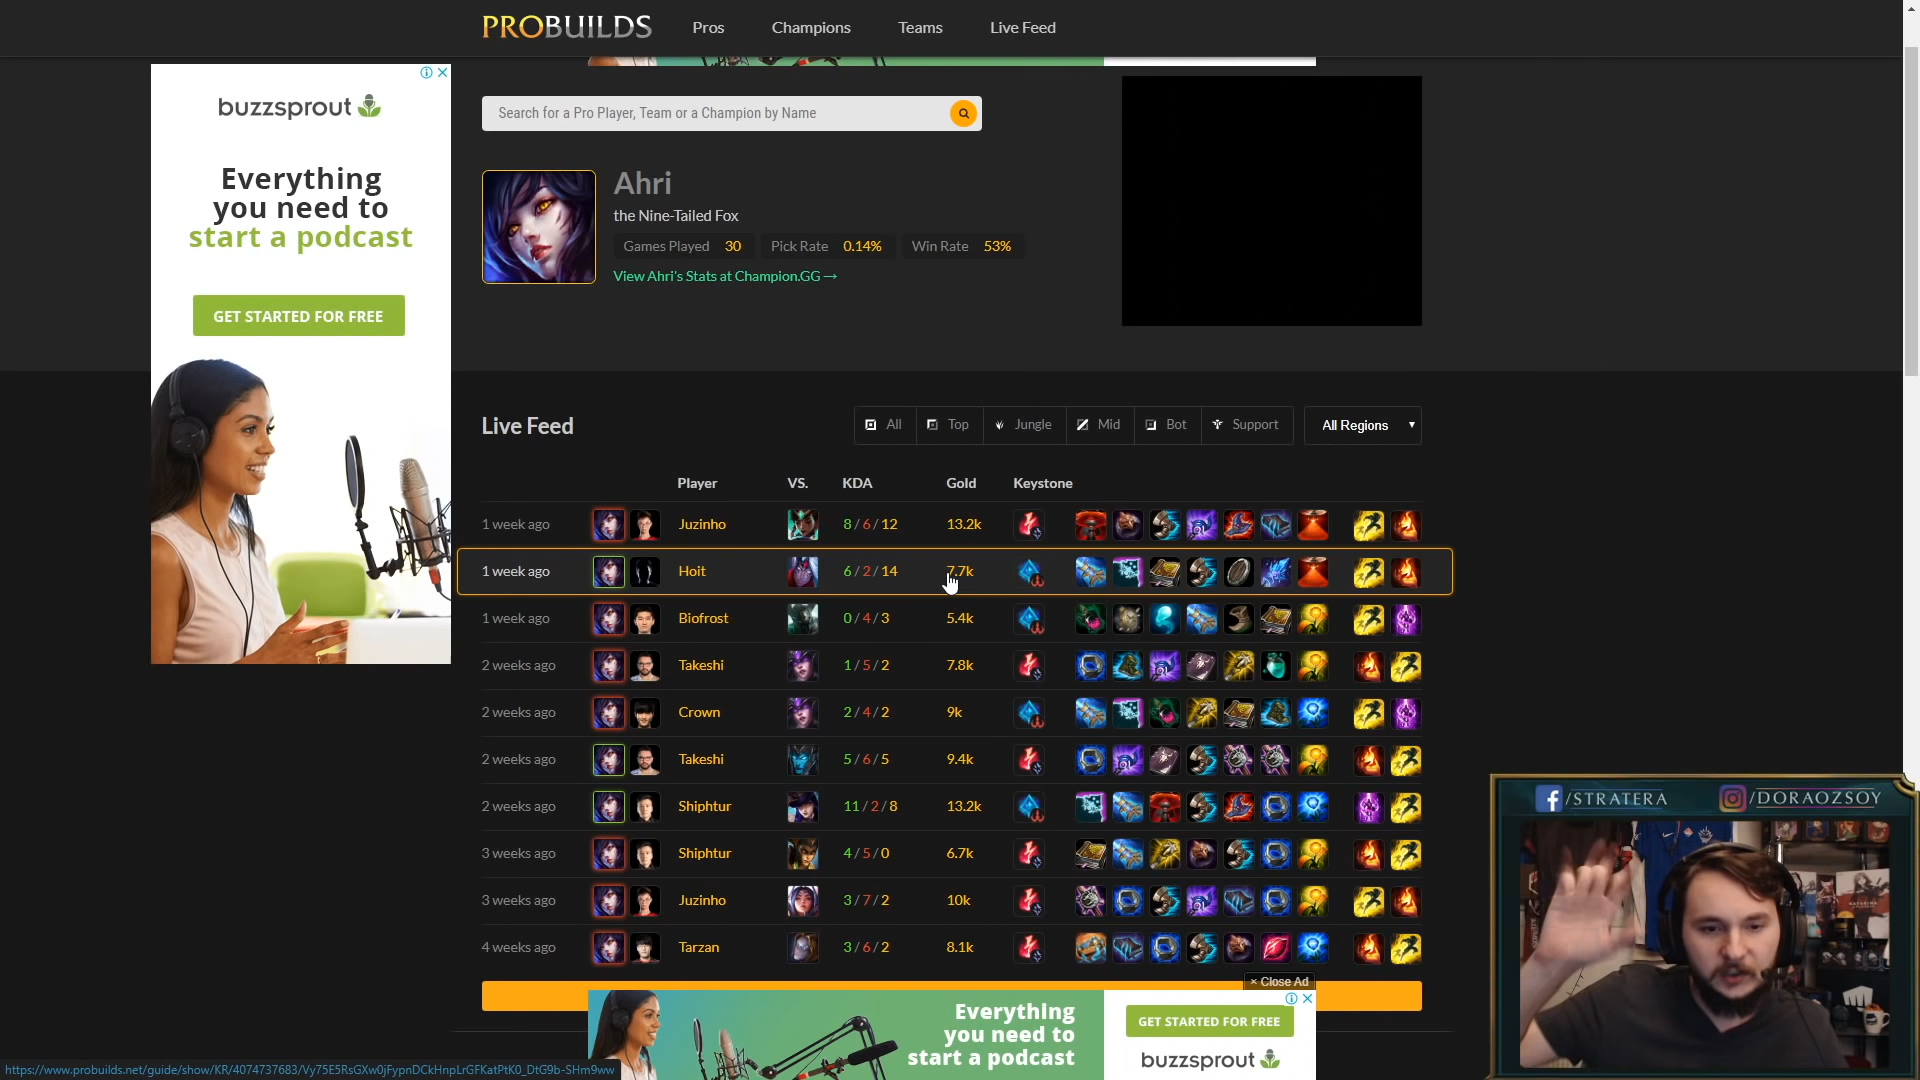 PROBUILDS
Pros
Champions
Teams
Live Feed
buzzsprout
Everything
you need to
start a podcast
GET STARTED FOR FREE
Search for a Pro Player, Team or a Champion by Name
Ahri
the Nine-Tailed Fox
Games Played 30
Pick Rate 0.14%
Win Rate 53%
View Ahri's Stats at Champion.GG →
Live Feed
All
Top
Jungle
Mid
Bot
Support
All Regions
Player VS. KDA Gold Keystone
1 week ago Juzinho 8 / 6 / 12 13.2k
1 week ago Hoit 6 / 2 / 14 7.7k
1 week ago Biofrost 0 / 4 / 3 5.4k
2 weeks ago Takeshi 1 / 5 / 2 7.8k
2 weeks ago Crown 2 / 4 / 2 9k
2 weeks ago Takeshi 5 / 6 / 5 9.4k
2 weeks ago Shiphtur 11 / 2 / 8 13.2k
3 weeks ago Shiphtur 4 / 5 / 0 6.7k
3 weeks ago Juzinho 3 / 7 / 2 10k
4 weeks ago Tarzan 3 / 6 / 2 8.1k
/STRATERA
/DORAOZSOY
× Close Ad
Everything
you need to
start a podcast
GET STARTED FOR FREE
buzzsprout
https://www.probuilds.net/guide/show/KR/4074737683/Vy75E5RsGXw0jFypnDCkHnpLrGFKatPtK0_DtG9b-SHm9ww